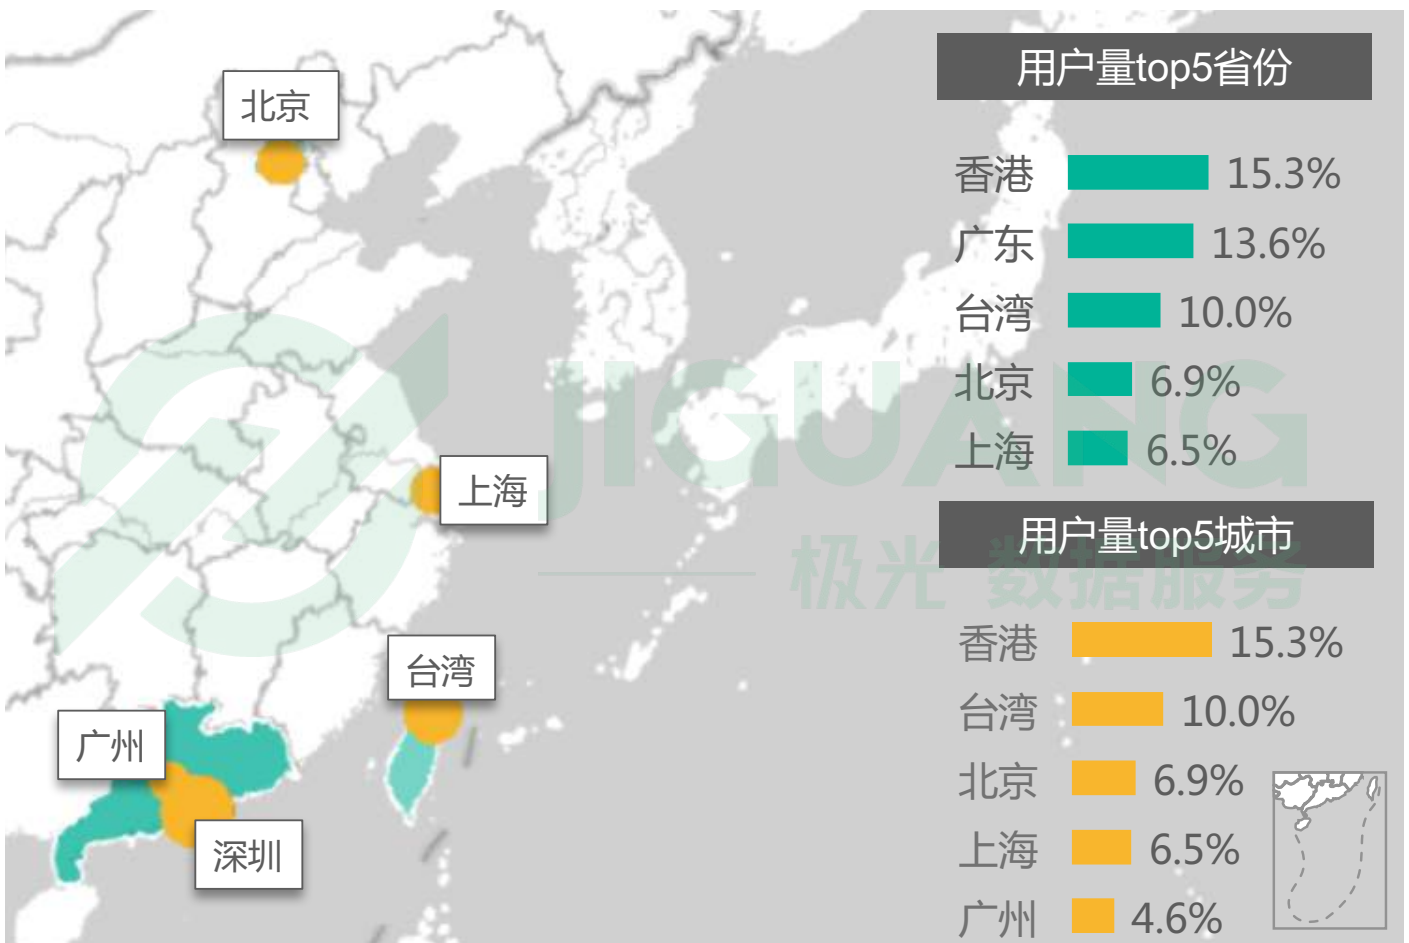 用户量top5省份
香港 15.3%
广东 13.6%
台湾 10.0%
北京 6.9%
上海 6.5%
用户量top5城市
香港 15.3%
台湾 10.0%
北京 6.9%
上海 6.5%
广州 4.6%
北京
上海
台湾
广州
深圳
JIGUANG
极光 数据服务